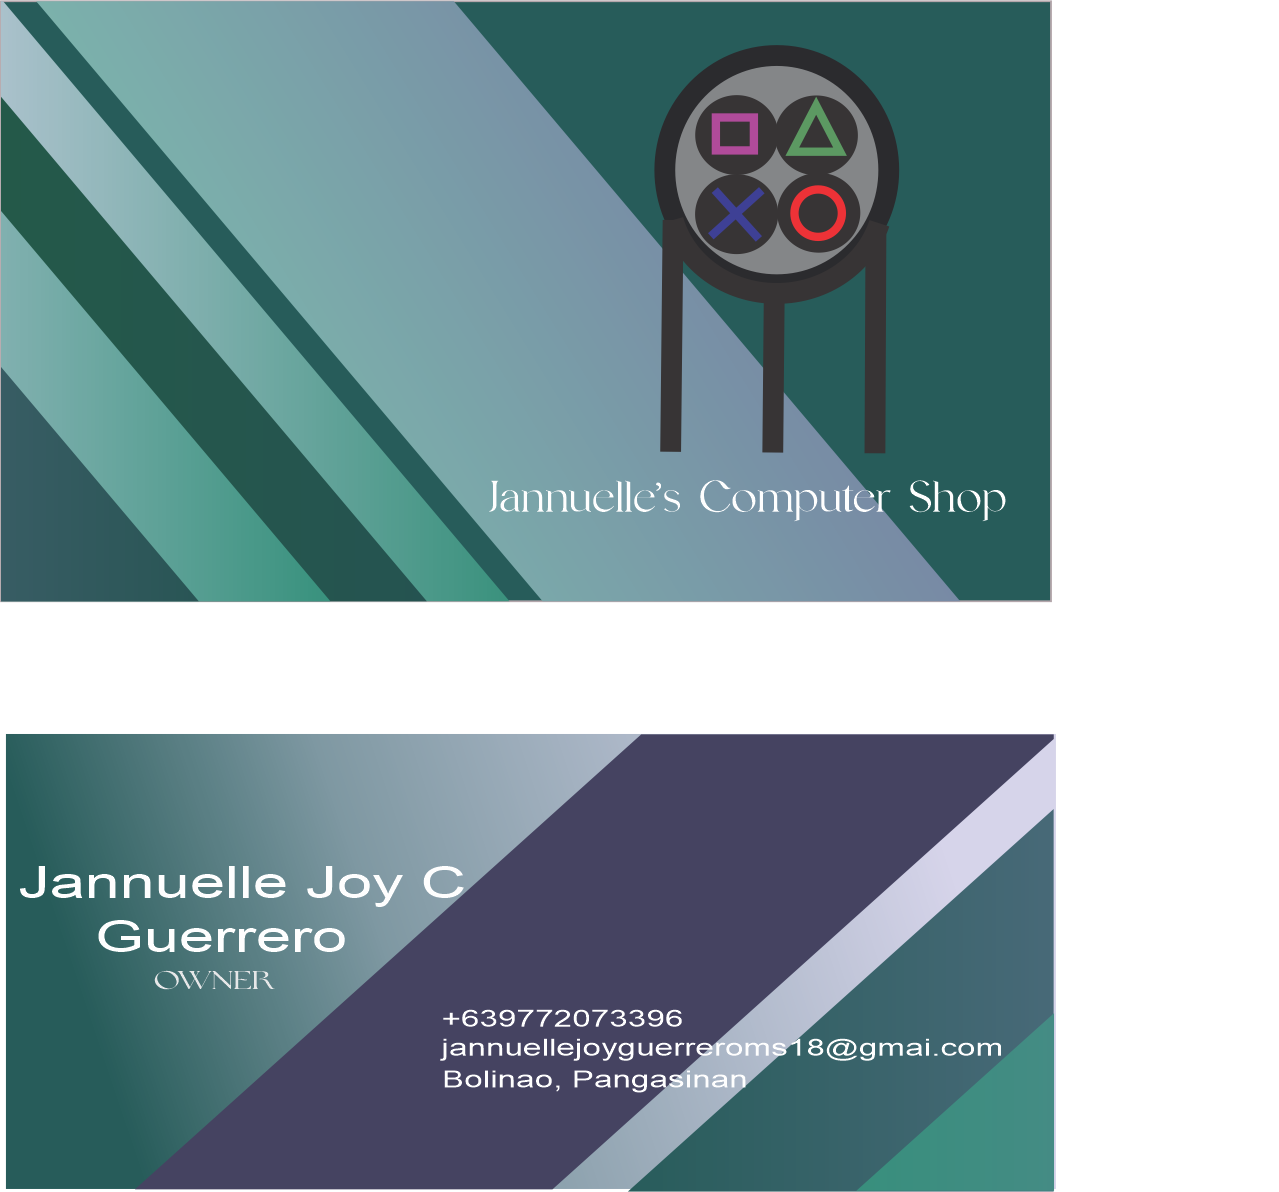 Jannuelle's Computer Shop
Jannuelle Joy C
Guerrero
OWNER
+639772073396
jannuellejoyguerreroms18@gmai.com
Bolinao, Pangasinan